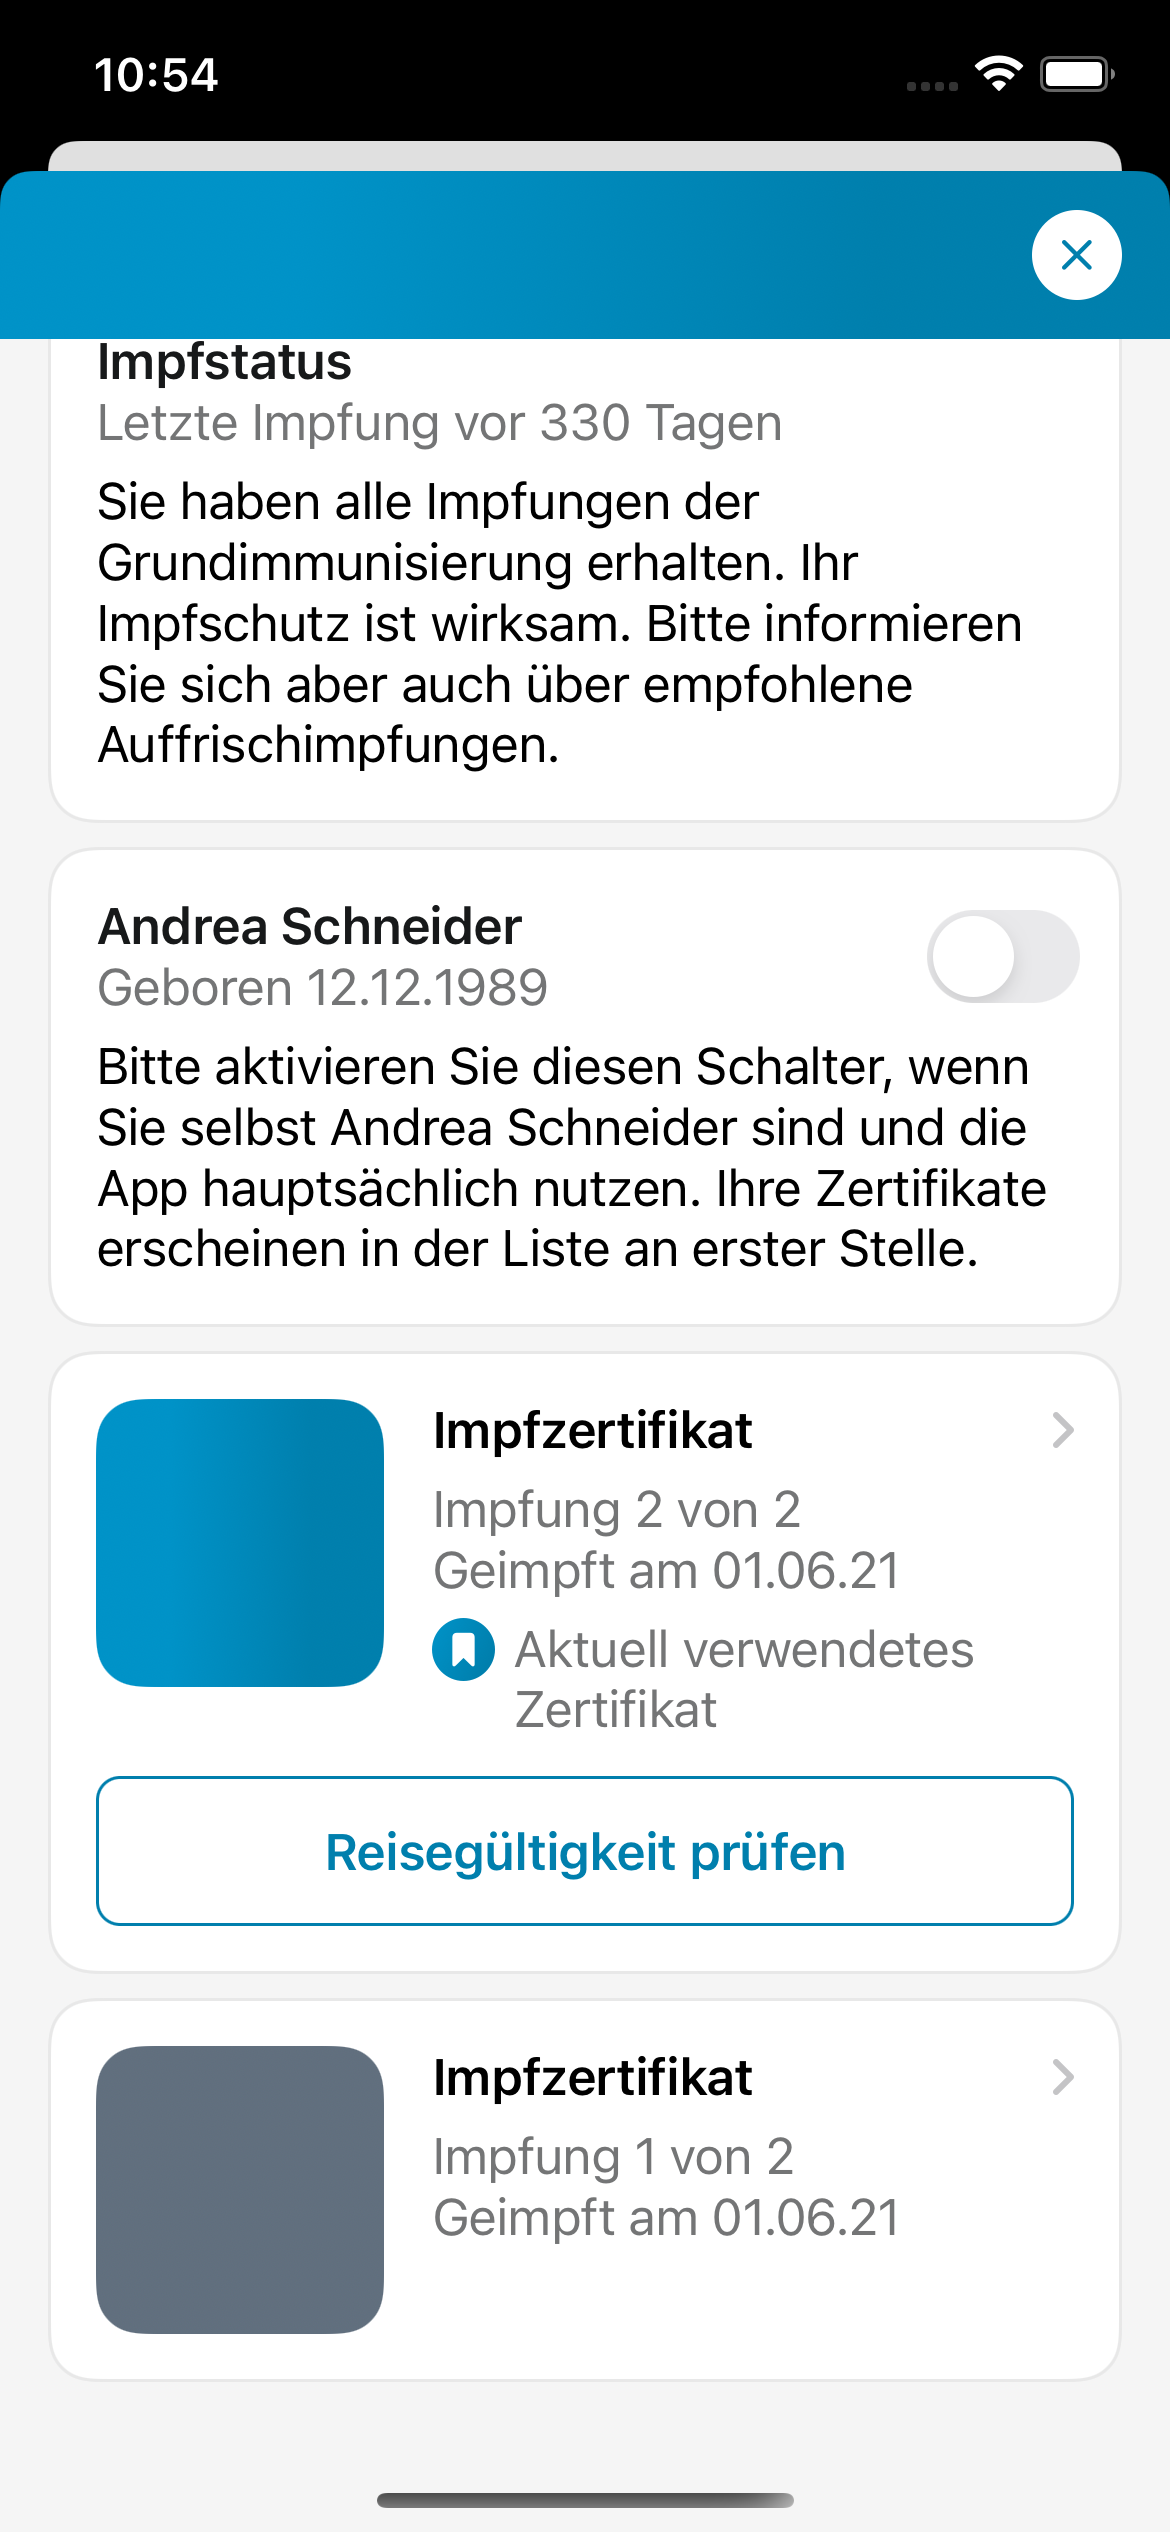 10:54
Impfstatus
Letzte Impfung vor 330 Tagen
Sie haben alle Impfungen der
Grundimmunisierung erhalten. Ihr
Impfschutz ist wirksam. Bitte informieren
Sie sich aber auch über empfohlene
Auffrischimpfungen.
Andrea Schneider
Geboren 12.12.1989
Bitte aktivieren Sie diesen Schalter, wenn
Sie selbst Andrea Schneider sind und die
App hauptsächlich nutzen. Ihre Zertifikate
erscheinen in der Liste an erster Stelle.
Impfzertifikat
Impfung 2 von 2
Geimpft am 01.06.21
Aktuell verwendetes
Zertifikat
Reisegültigkeit prüfen
Impfzertifikat
Impfung 1 von 2
Geimpft am 01.06.21